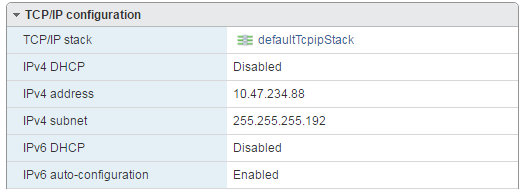 TCP/IP configuration
TCP/IP stack defaultTcpipStack
IPv4 DHCP Disabled
IPv4 address 10.47.234.88
IPv4 subnet 255.255.255.192
IPv6 DHCP Disabled
IPv6 auto-configuration Enabled